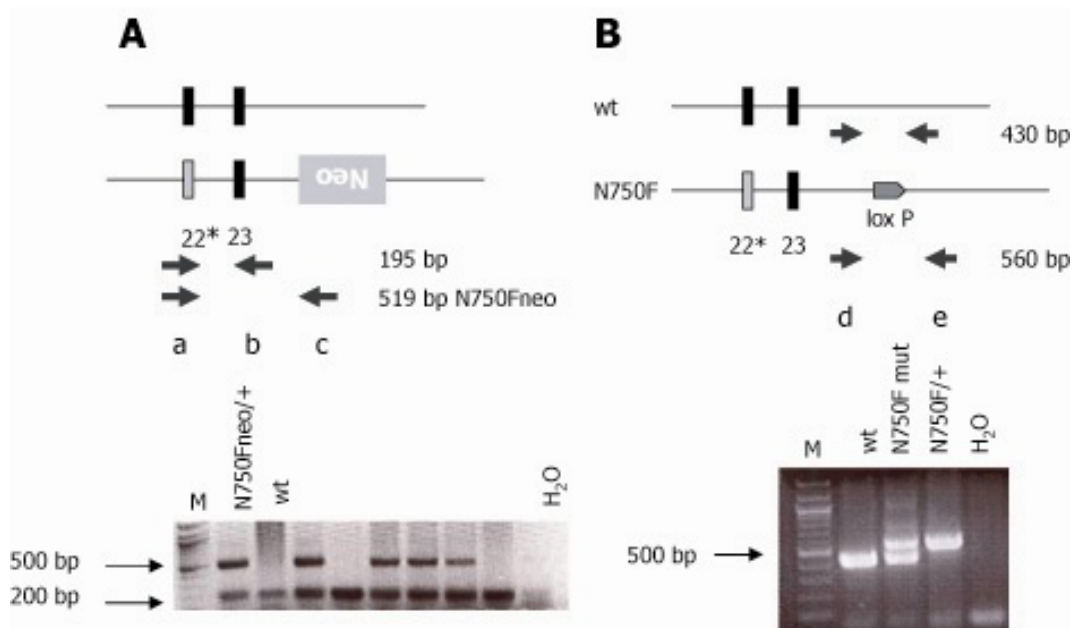 A
Neo
22* 23
195 bp
519 bp N750Fneo
a b c
M N750Fneo/+ wt H₂O
500 bp
200 bp
B
wt
430 bp
N750F
lox P
22* 23
560 bp
d e
M wt N750F mut N750F/+ H₂O
500 bp